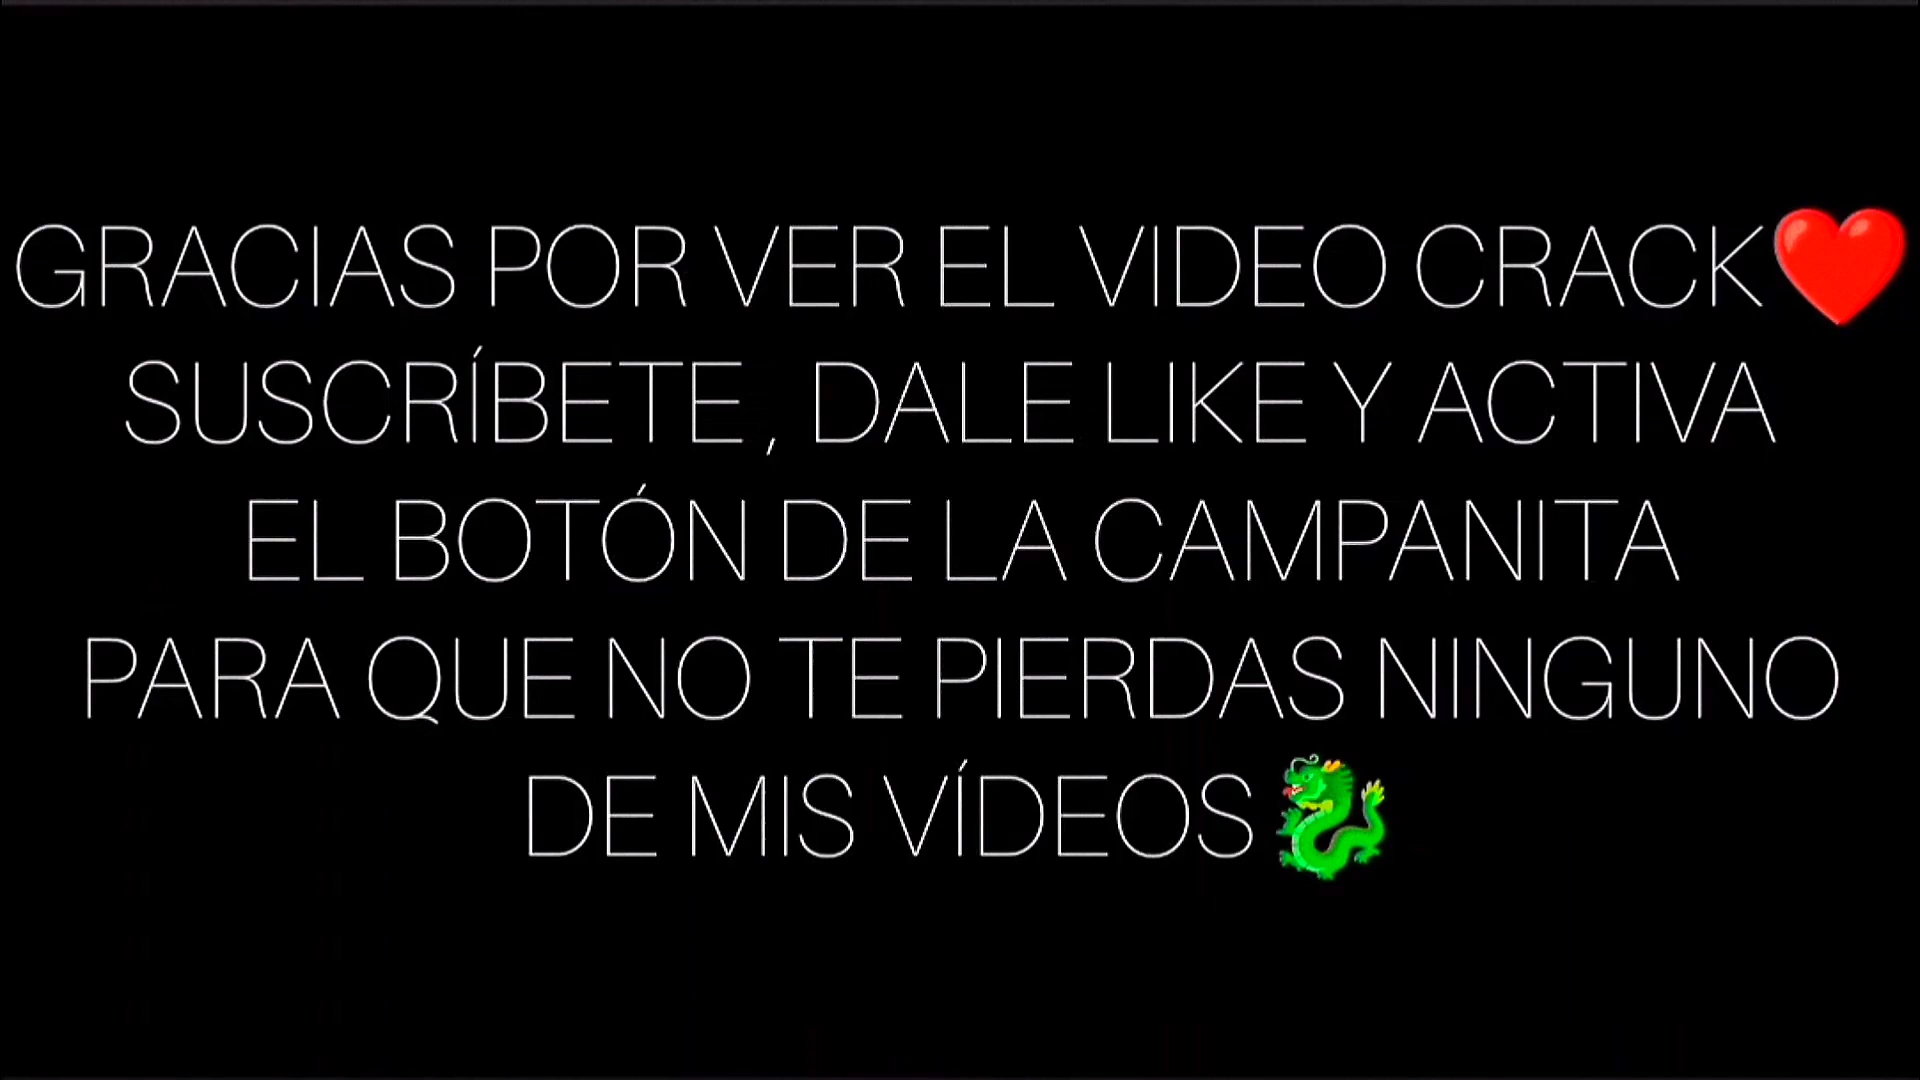 GRACIAS POR VER EL VIDEO CRACK❤️
SUSCRÍBETE , DALE LIKE Y ACTIVA
EL BOTÓN DE LA CAMPANITA
PARA QUE NO TE PIERDAS NINGUNO
DE MIS VÍDEOS🐉